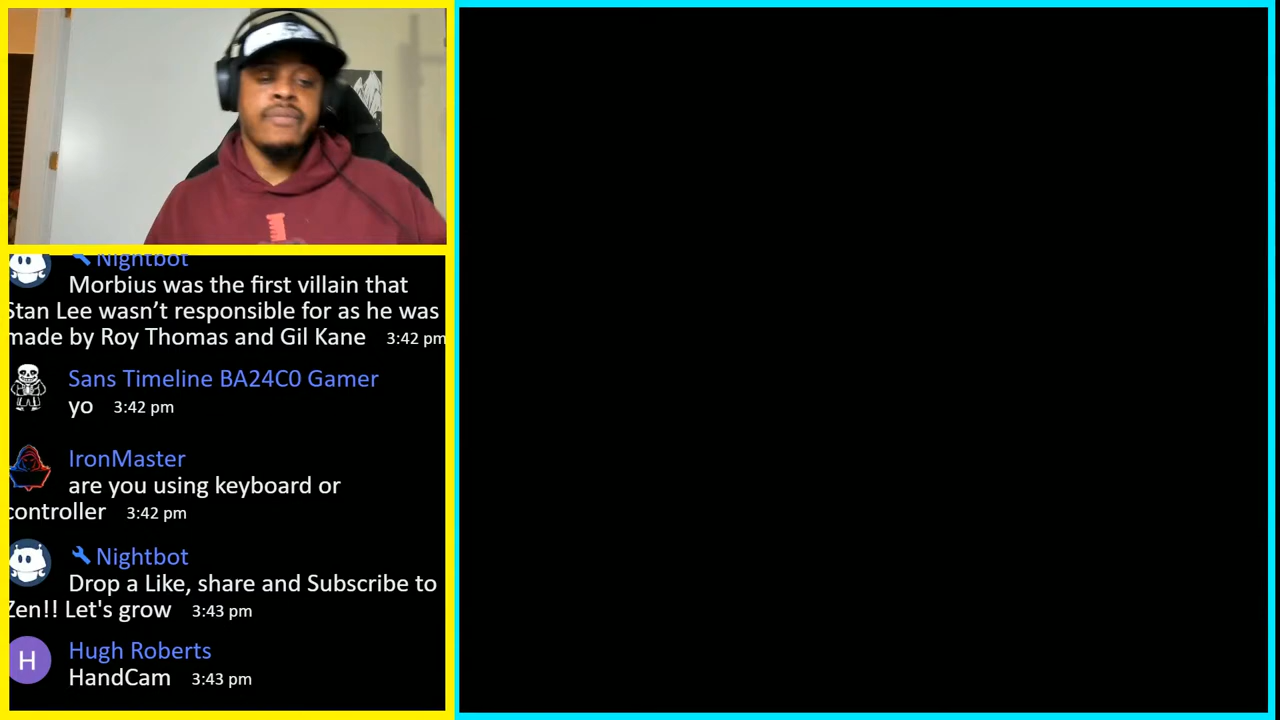 Nightbot
Morbius was the first villain that
Stan Lee wasn’t responsible for as he was
made by Roy Thomas and Gil Kane 3:42 pm
Sans Timeline BA24C0 Gamer
yo 3:42 pm
IronMaster
are you using keyboard or
controller 3:42 pm
Nightbot
Drop a Like, share and Subscribe to
Zen!! Let's grow 3:43 pm
Hugh Roberts
H
HandCam 3:43 pm